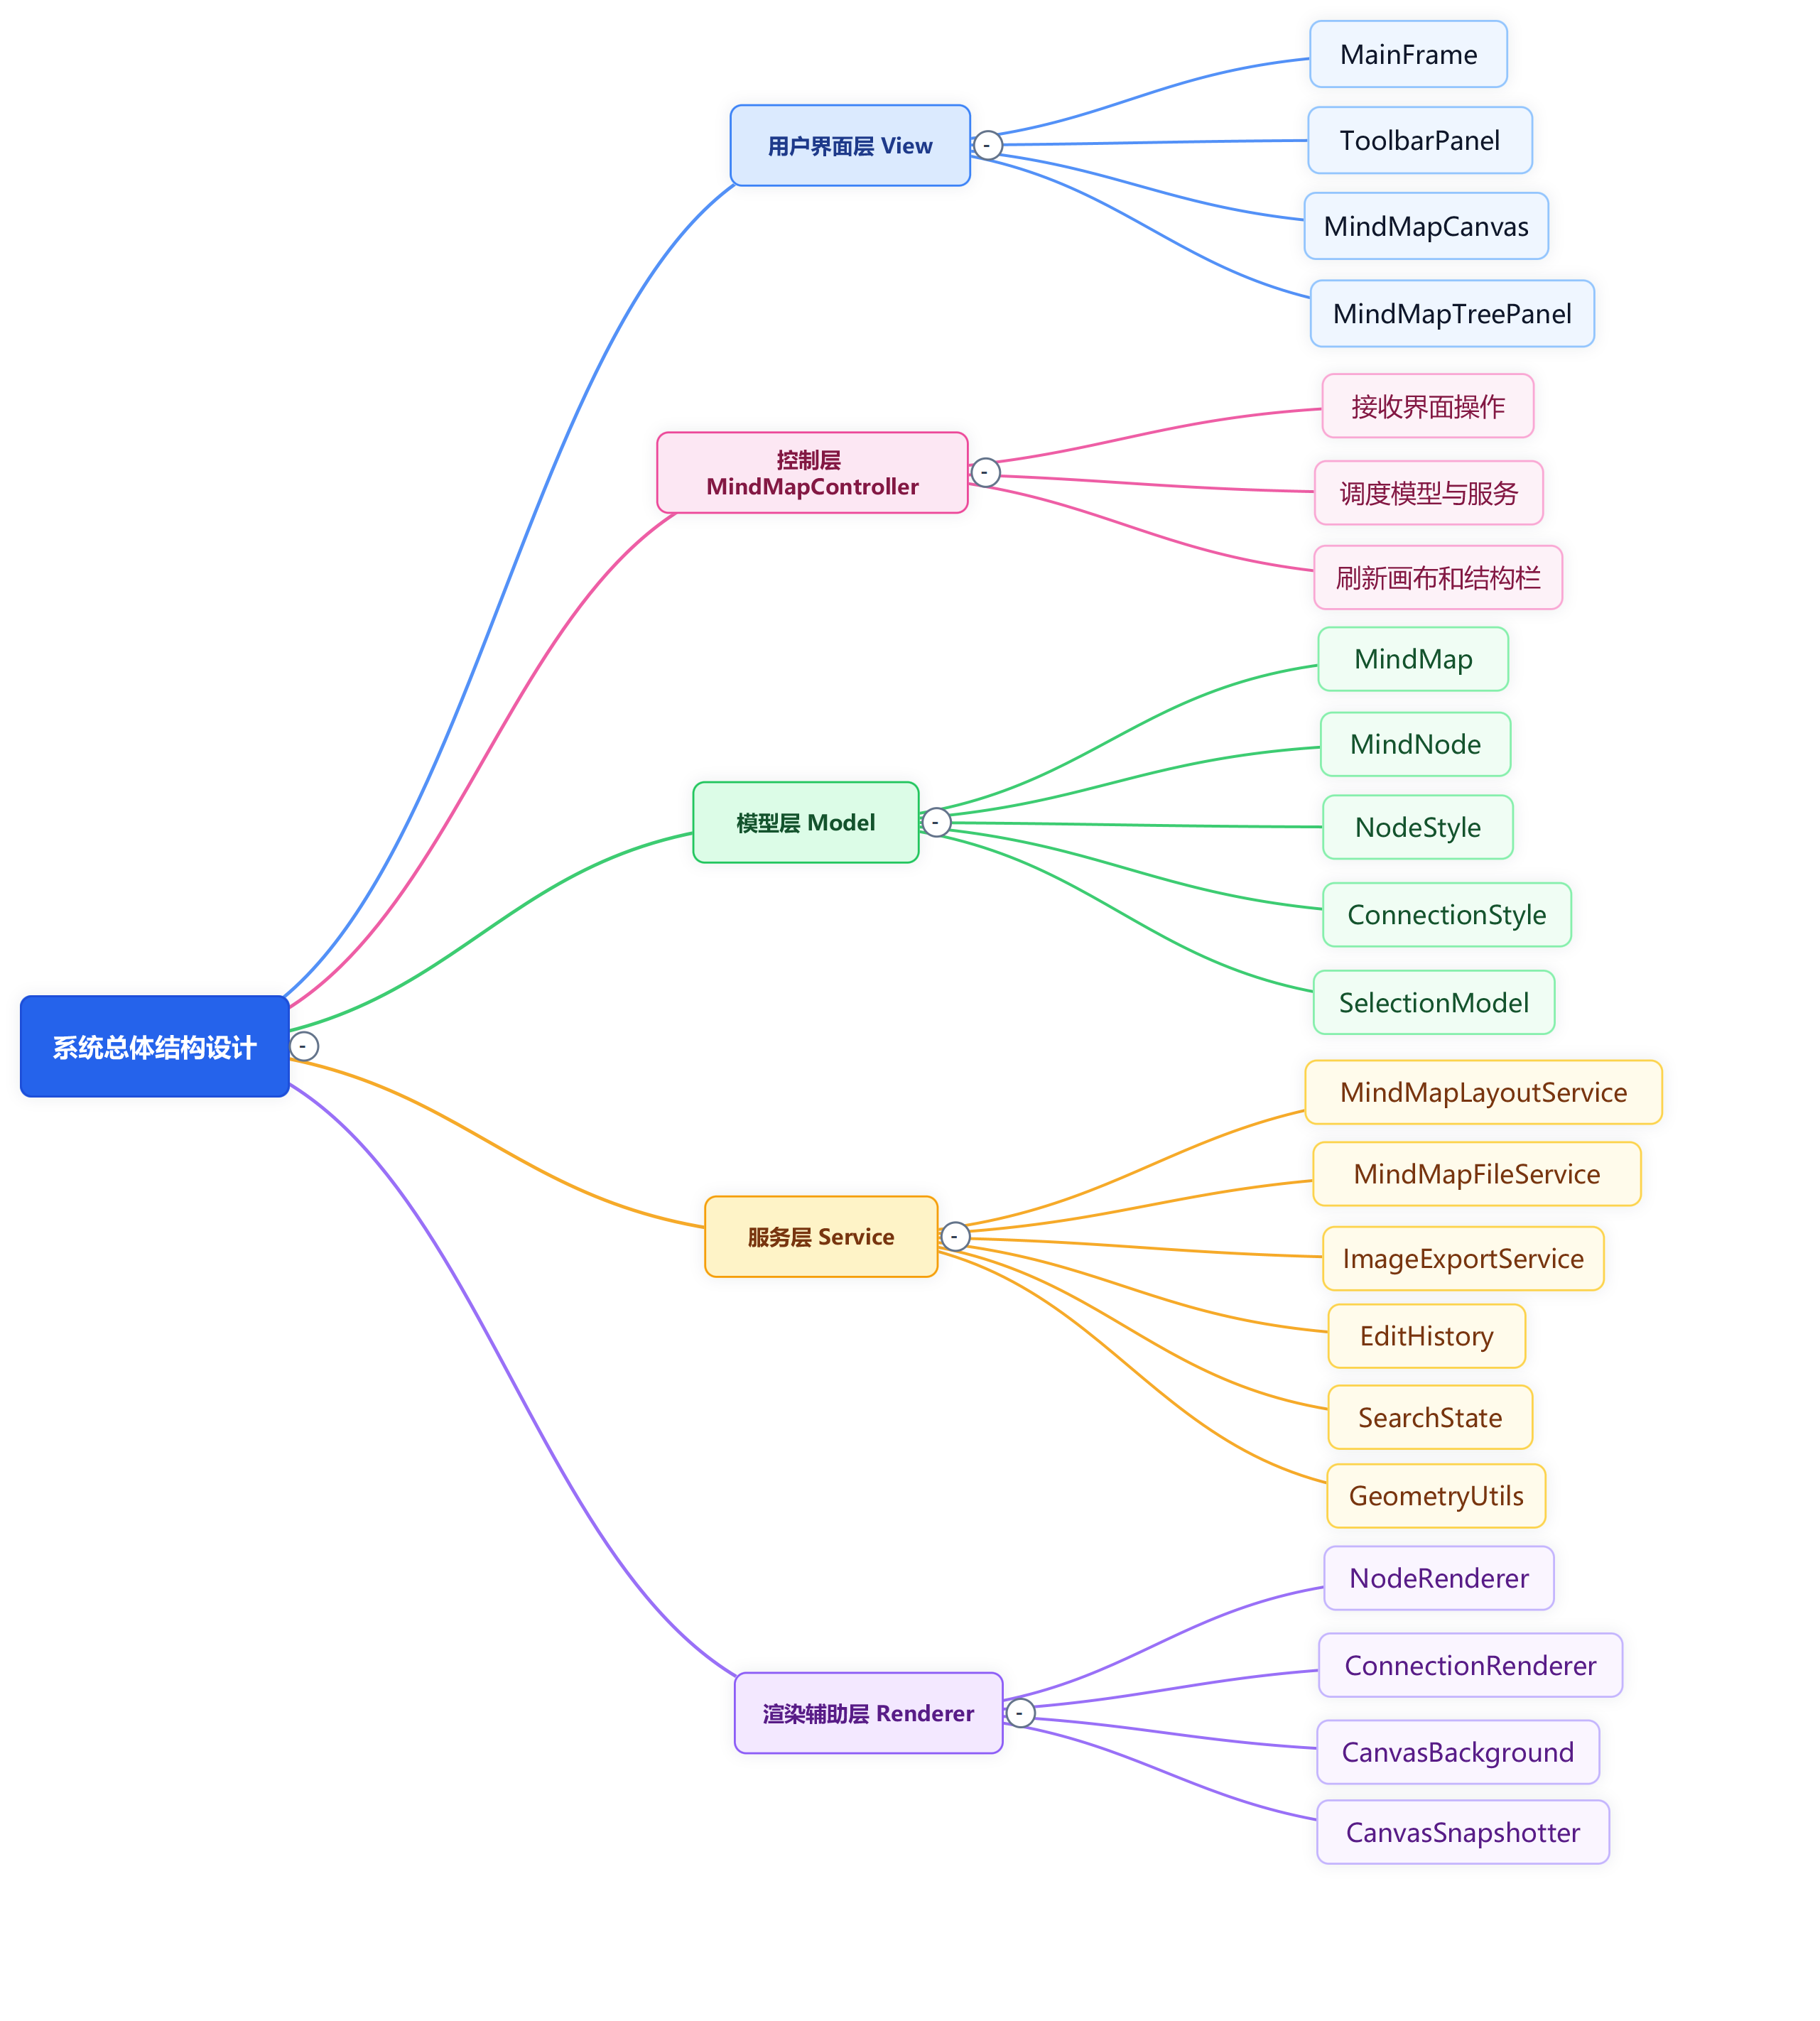 系统总体结构设计
-
用户界面层 View
-
MainFrame
ToolbarPanel
MindMapCanvas
MindMapTreePanel
控制层
MindMapController
-
接收界面操作
调度模型与服务
刷新画布和结构栏
模型层 Model
-
MindMap
MindNode
NodeStyle
ConnectionStyle
SelectionModel
服务层 Service
-
MindMapLayoutService
MindMapFileService
ImageExportService
EditHistory
SearchState
GeometryUtils
渲染辅助层 Renderer
-
NodeRenderer
ConnectionRenderer
CanvasBackground
CanvasSnapshotter